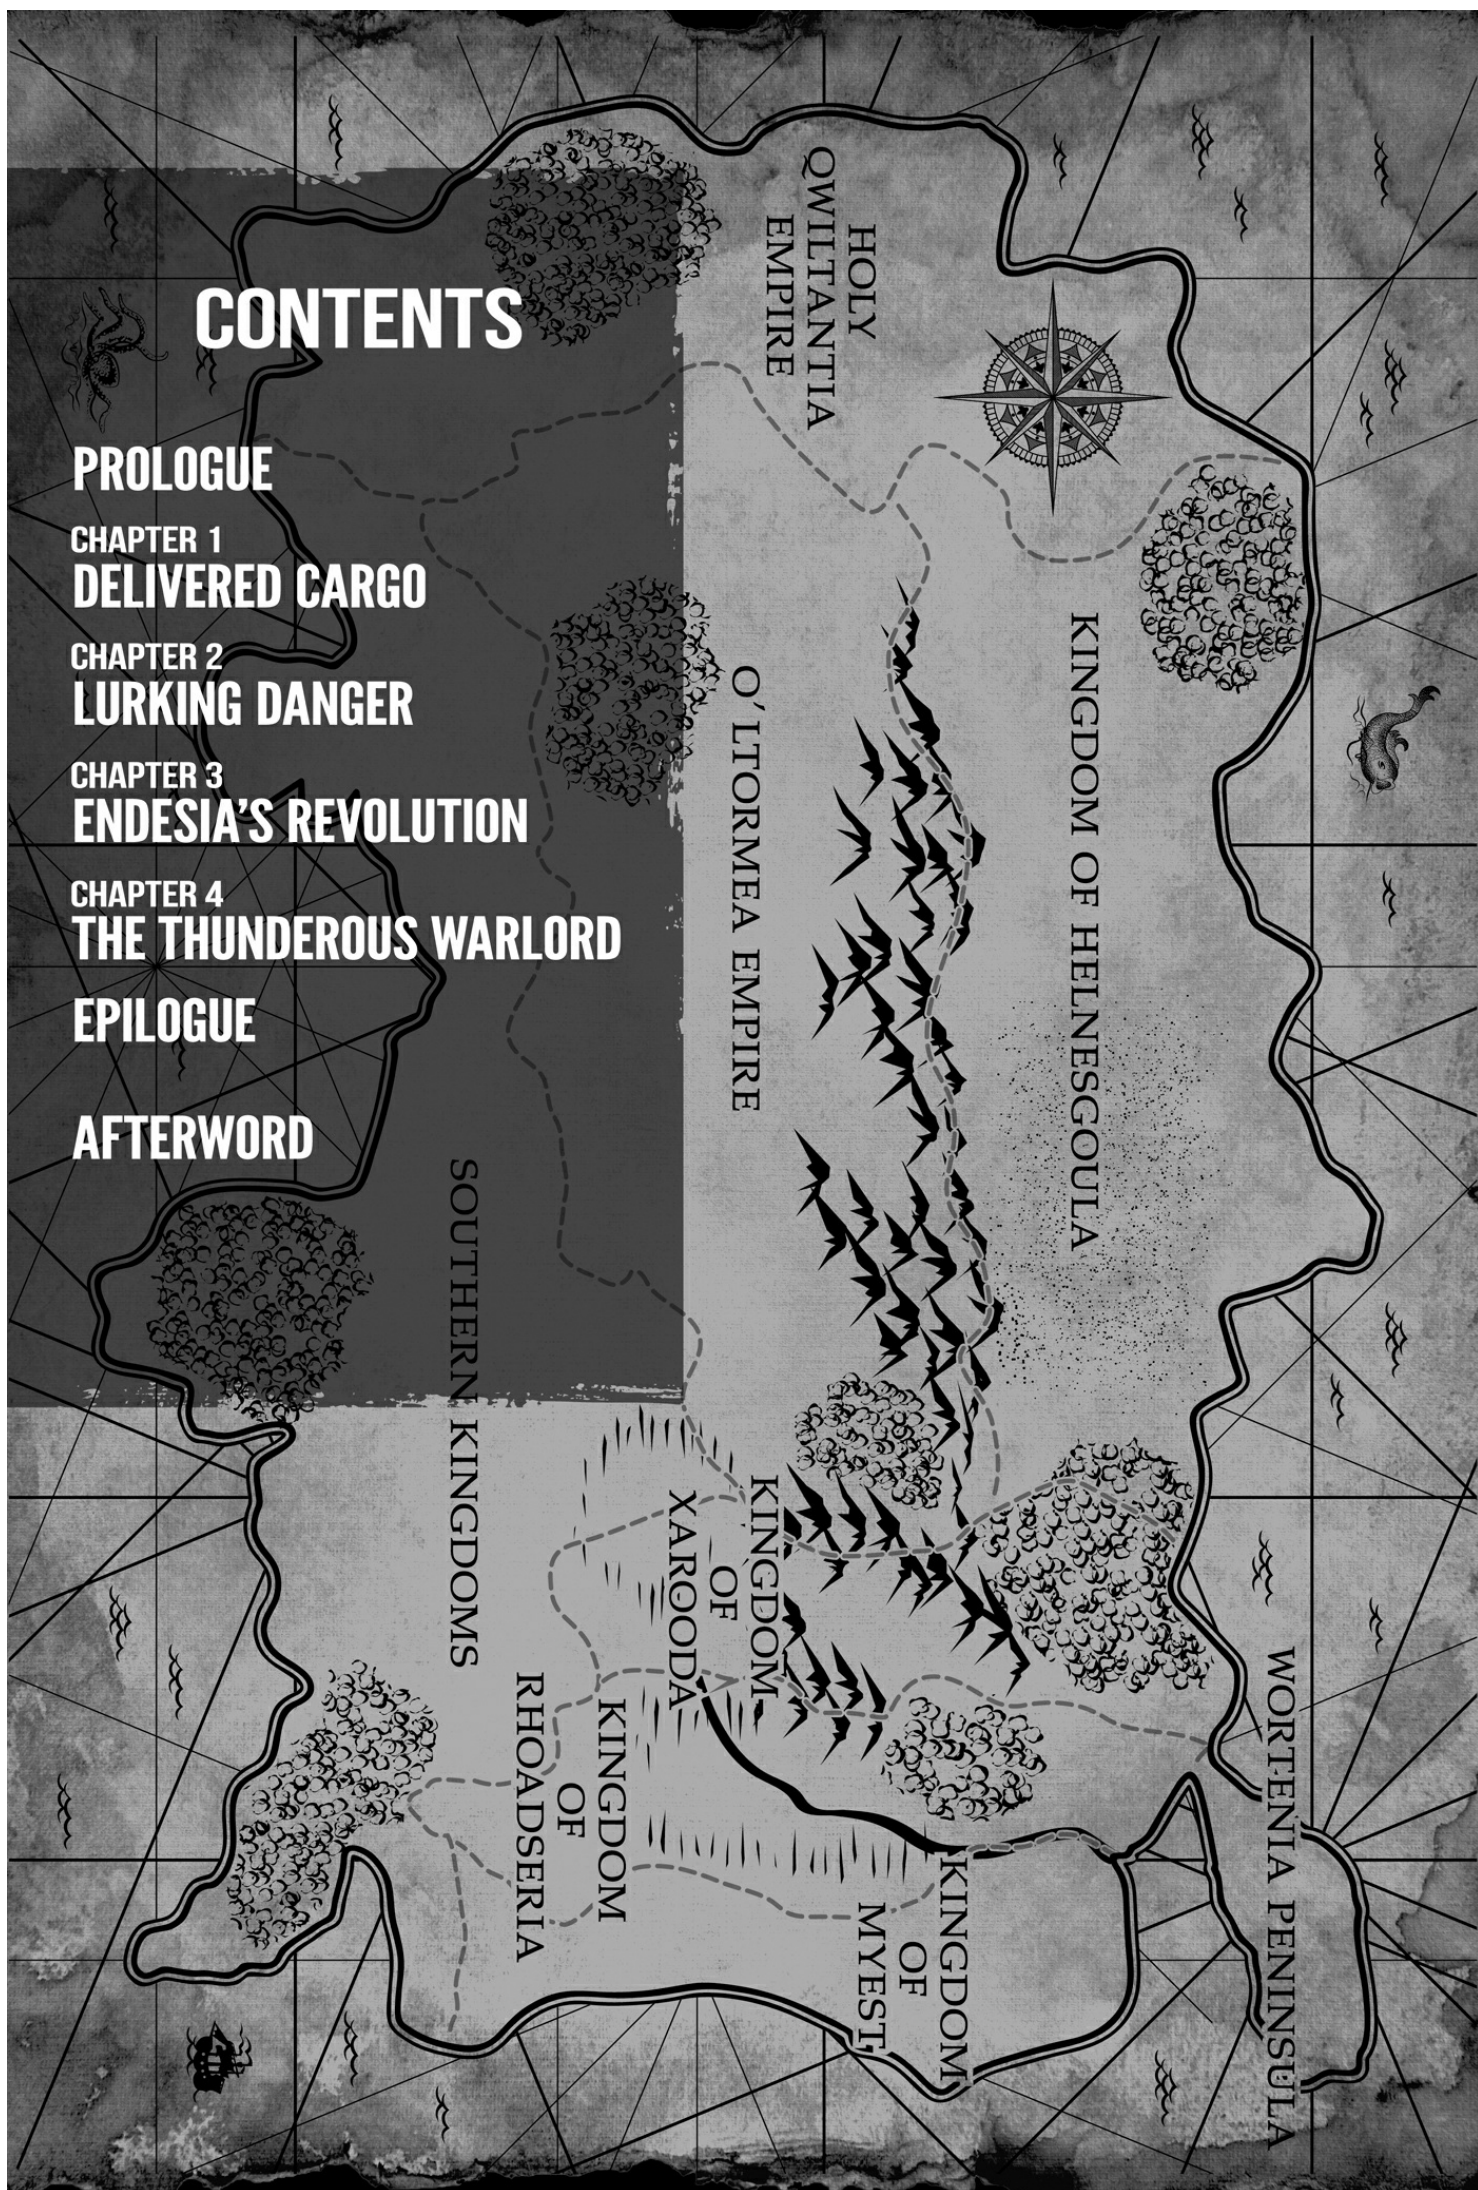 CONTENTS
PROLOGUE
CHAPTER 1
DELIVERED CARGO
CHAPTER 2
LURKING DANGER
CHAPTER 3
ENDESIA’S REVOLUTION
CHAPTER 4
THE THUNDEROUS WARLORD
EPILOGUE
AFTERWORD
HOLY
QWILTANTIA
EMPIRE
KINGDOM OF HELNESGOULA
O’LTORMEA EMPIRE
SOUTHERN KINGDOMS
KINGDOM
OF
XAROODA
KINGDOM
OF
RHOADSERIA
KINGDOM
OF
MYEST
WORTENIA PENINSULA